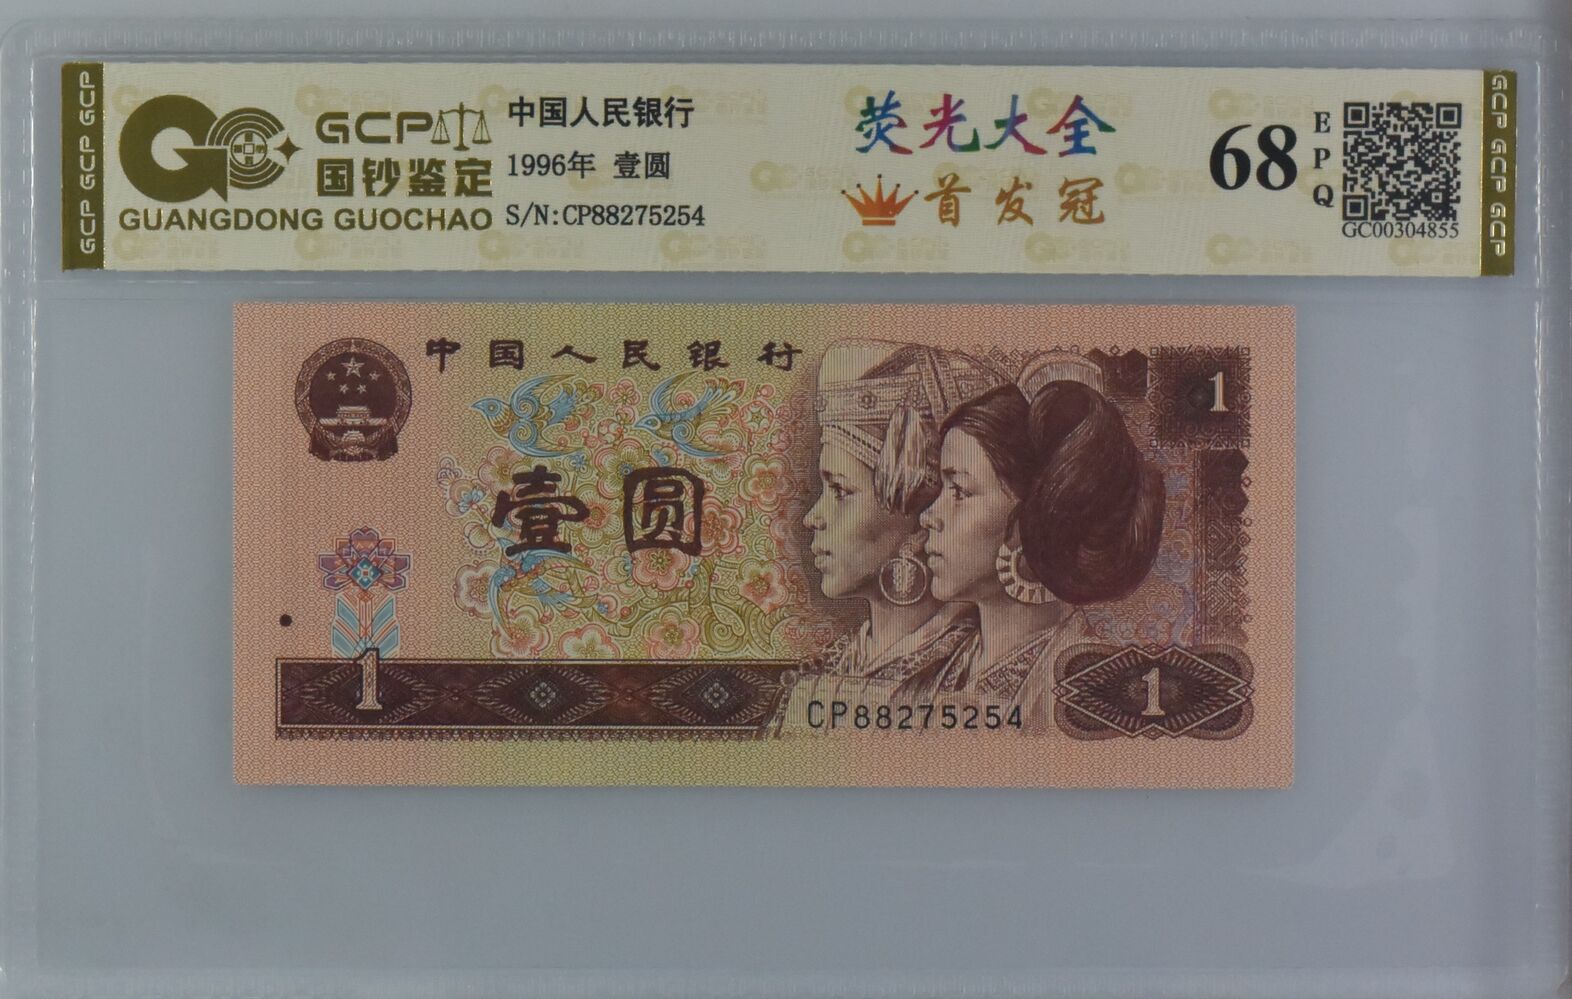 GCP GCP GCP
GCP
国钞鉴定
GUANGDONG GUOCHAO
中国人民银行
1996年 壹圆
S/N:CP88275254
荧光大全
首发冠
68
EPQ
GC00304855
GCP GCP GCP
中国人民银行
1
壹圆
1
CP88275254
1